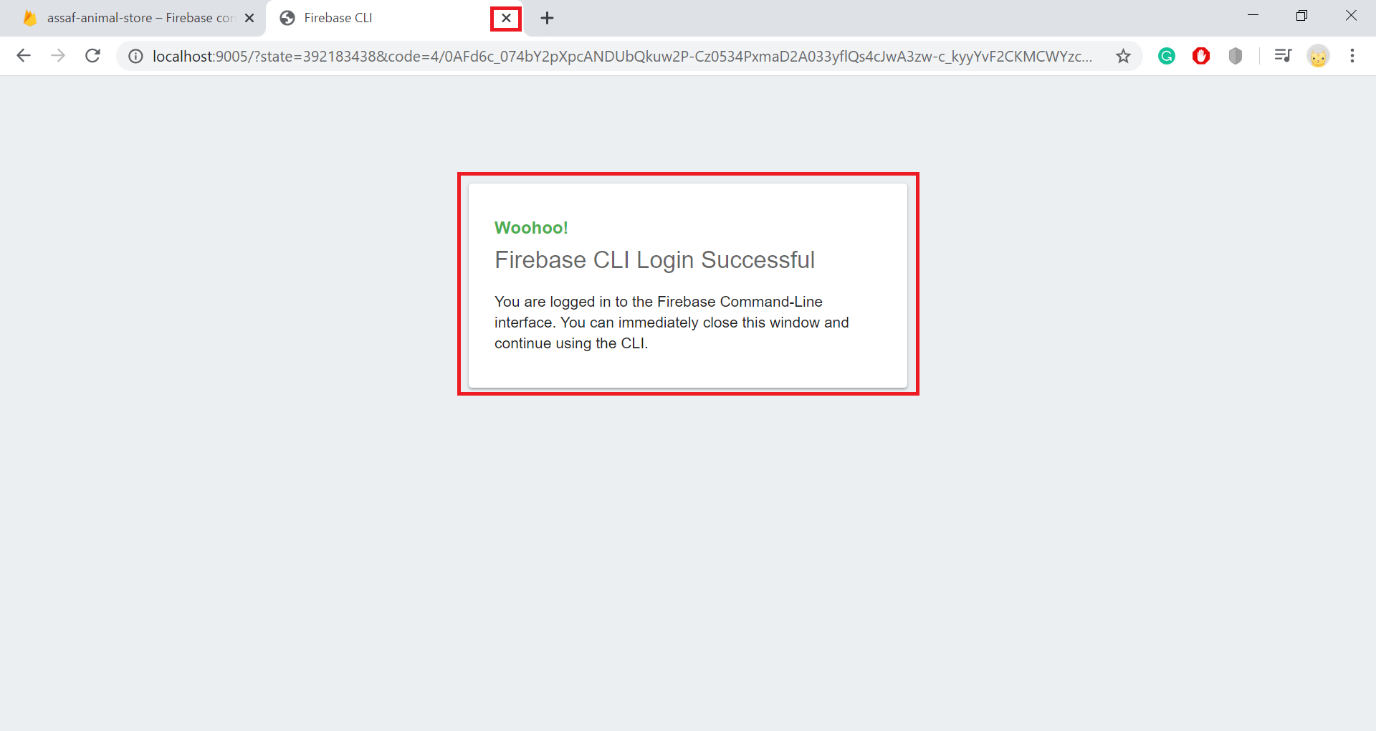 assaf-animal-store – Firebase con
Firebase CLI
localhost:9005/?state=392183438&code=4/0AFd6c_074bY2pXpcANDUbQkuw2P-Cz0534PxmaD2A033yflQs4cJwA3zw-c_kyyYvF2CKMCWYzc...
Woohoo!
Firebase CLI Login Successful
You are logged in to the Firebase Command-Line
interface. You can immediately close this window and
continue using the CLI.